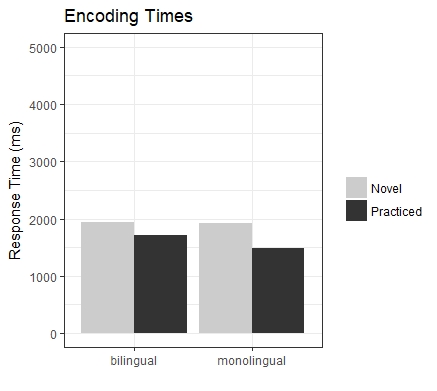 Encoding Times
Response Time (ms)
5000
4000
3000
2000
1000
0
bilingual
monolingual
Novel
Practiced